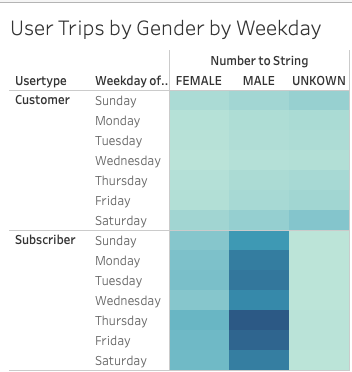 User Trips by Gender by Weekday
Number to String
Usertype Weekday of.. FEMALE MALE UNKOWN
Customer Sunday
Monday
Tuesday
Wednesday
Thursday
Friday
Saturday
Subscriber Sunday
Monday
Tuesday
Wednesday
Thursday
Friday
Saturday